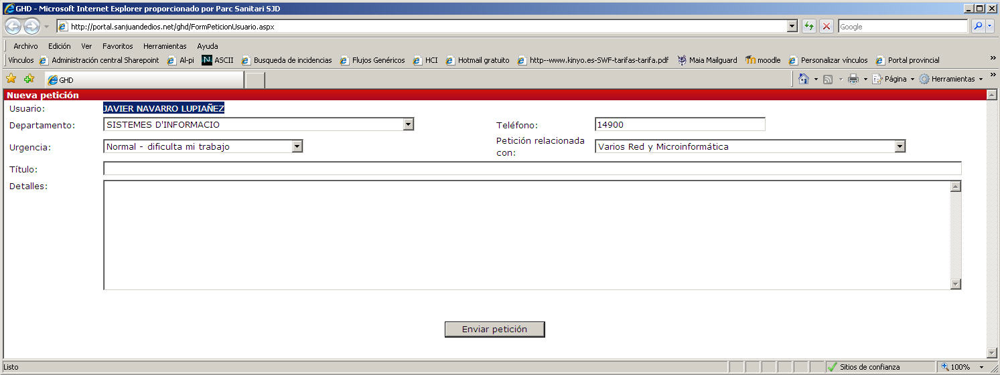 GHD - Microsoft Internet Explorer proporcionado por Parc Sanitari SJD
http://portal.sanjuandedios.net/ghd/FormPeticionUsuario.aspx Google
Archivo Edición Ver Favoritos Herramientas Ayuda
Vínculos Administración central Sharepoint Al-pi ASCII Busqueda de incidencias Flujos Genéricos HCI Hotmail gratuito http--www.kinyo.es-SWF-tarifas-tarifa.pdf Maia Mailguard moodle Personalizar vínculos Portal provincial »
GHD Página Herramientas »
Nueva petición
Usuario: JAVIER NAVARRO LUPIAÑEZ
Departamento: SISTEMES D'INFORMACIO Teléfono: 14900
Urgencia: Normal - dificulta mi trabajo Petición relacionada con: Varios Red y Microinformática
Título:
Detalles:
Enviar petición
Listo Sitios de confianza 100%